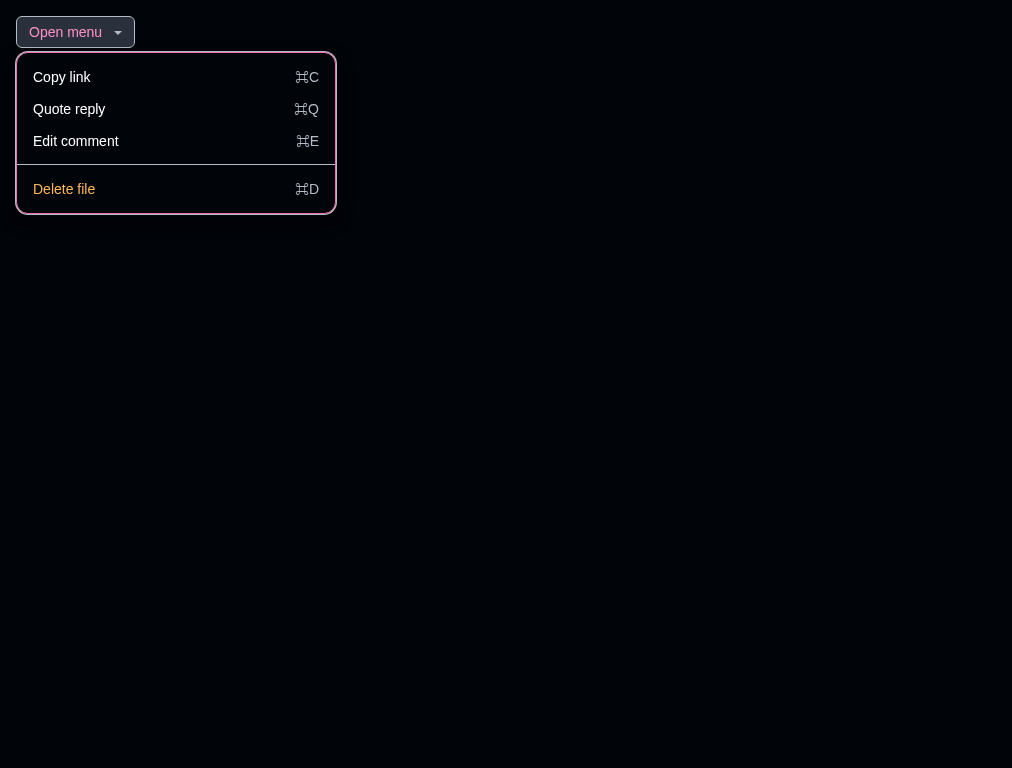 Open menu
Copy link ⌘C
Quote reply ⌘Q
Edit comment ⌘E
Delete file ⌘D